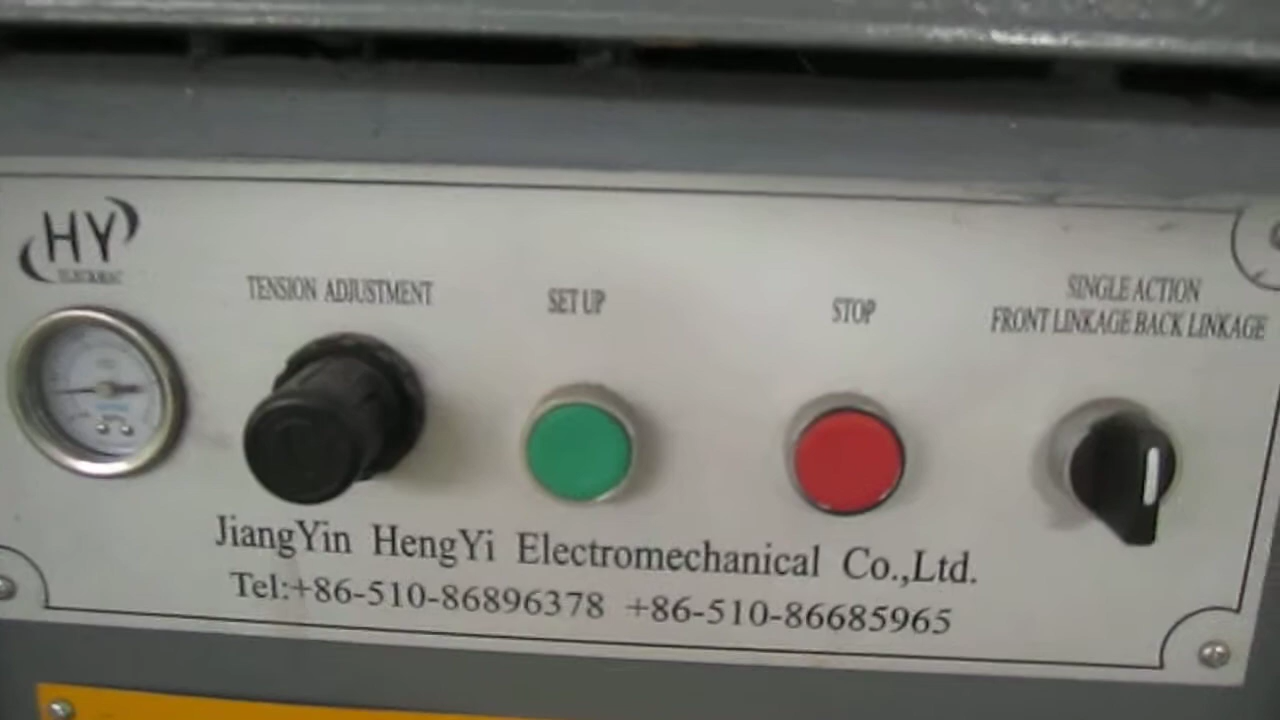 HY
TENSION ADJUSTMENT
SET UP
STOP
SINGLE ACTION
FRONT LINKAGE BACK LINKAGE
JiangYin HengYi Electromechanical Co.,Ltd.
Tel:+86-510-86896378 +86-510-86685965